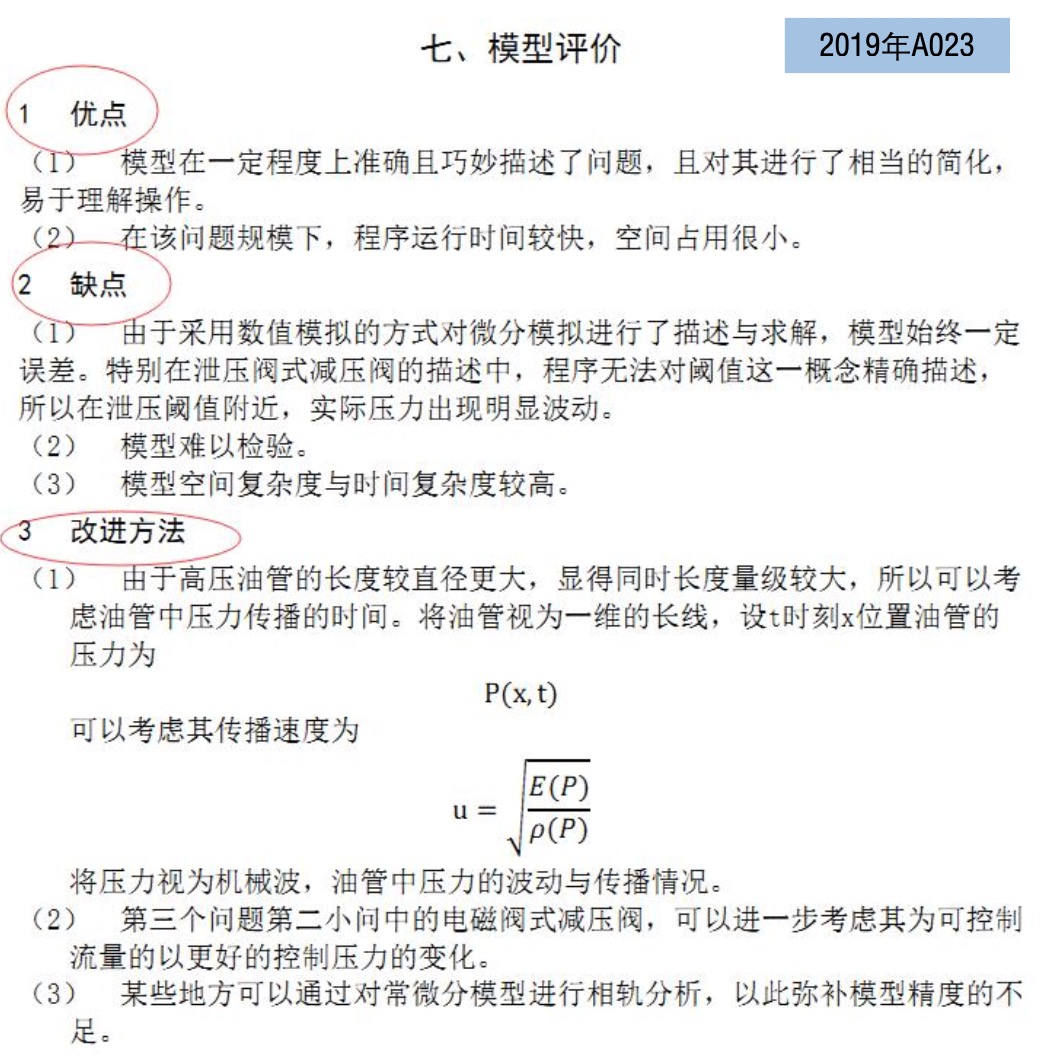 七、模型评价
2019年A023
1 优点
（1） 模型在一定程度上准确且巧妙描述了问题，且对其进行了相当的简化，
易于理解操作。
（2） 在该问题规模下，程序运行时间较快，空间占用很小。
2 缺点
（1） 由于采用数值模拟的方式对微分模拟进行了描述与求解，模型始终一定
误差。特别在泄压阀式减压阀的描述中，程序无法对阈值这一概念精确描述，
所以在泄压阈值附近，实际压力出现明显波动。
（2） 模型难以检验。
（3） 模型空间复杂度与时间复杂度较高。
3 改进方法
（1） 由于高压油管的长度较直径更大，显得同时长度量级较大，所以可以考
虑油管中压力传播的时间。将油管视为一维的长线，设t时刻x位置油管的
压力为
P(x,t)
可以考虑其传播速度为
u = √(E(P)/ρ(P))
将压力视为机械波，油管中压力的波动与传播情况。
（2） 第三个问题第二小问中的电磁阀式减压阀，可以进一步考虑其为可控制
流量的以更好的控制压力的变化。
（3） 某些地方可以通过对常微分模型进行相轨分析，以此弥补模型精度的不
足。